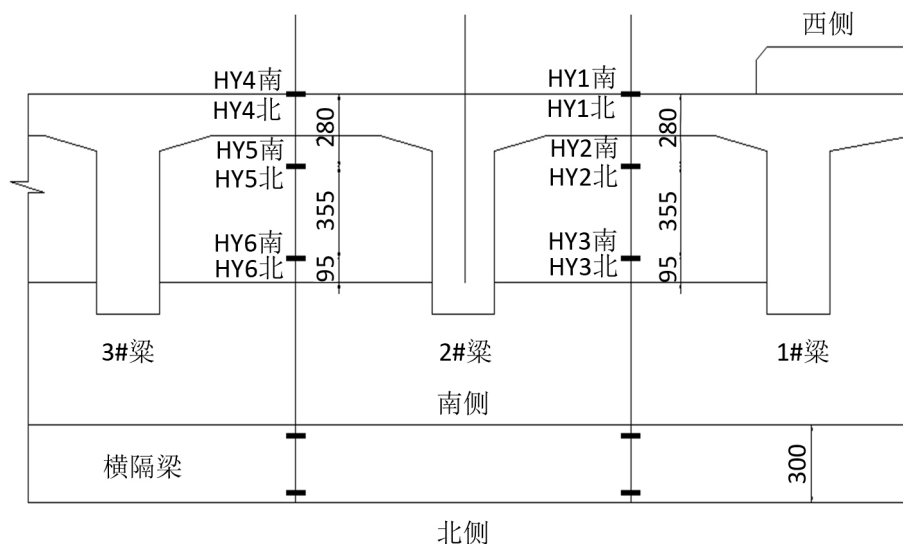 西侧
HY4南
HY1南
HY4北
HY1北
280
280
HY5南
HY2南
HY5北
HY2北
355
355
HY6南
HY3南
HY6北
HY3北
95
95
3#梁
2#梁
1#梁
南侧
横隔梁
300
北侧